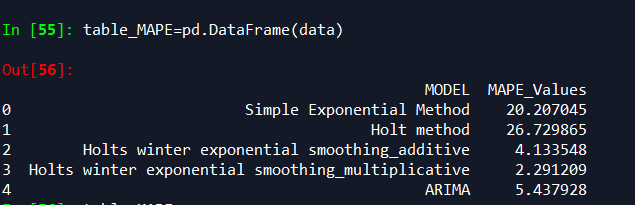 In [55]: table_MAPE=pd.DataFrame(data)
Out[56]:
MODEL MAPE_Values
0 Simple Exponential Method 20.207045
1 Holt method 26.729865
2 Holts winter exponential smoothing_additive 4.133548
3 Holts winter exponential smoothing_multiplicative 2.291209
4 ARIMA 5.437928